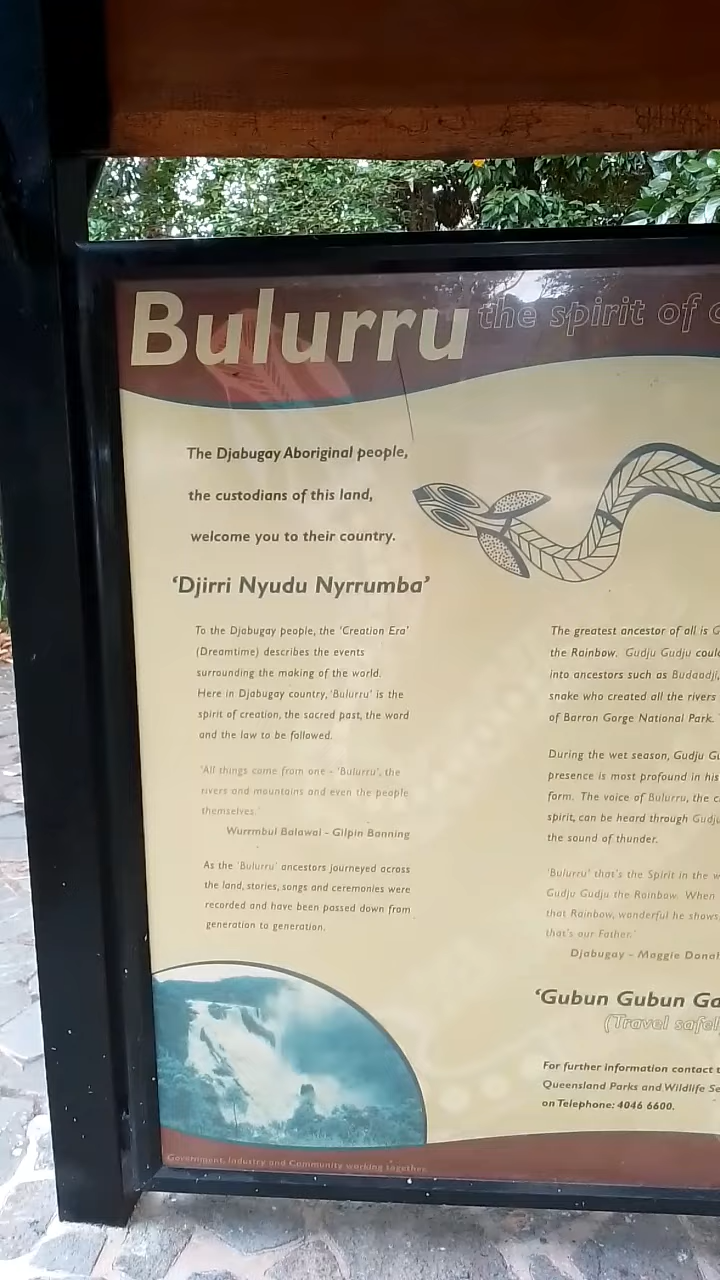 Bulurru the spirit of
The Djabugay Aboriginal people,
the custodians of this land,
welcome you to their country.
'Djirri Nyudu Nyrrumba'
To the Djabugay people, the 'Creation Era'
(Dreamtime) describes the events
surrounding the making of the world.
Here in Djabugay country, 'Bulurru' is the
spirit of creation, the sacred past, the word
and the law to be followed.
'All things come from one - 'Bulurru', the
rivers and mountains and even the people
themselves.'
Wurrmbul Balawal - Gilpin Banning
As the 'Bulurru' ancestors journeyed across
the land, stories, songs and ceremonies were
recorded and have been passed down from
generation to generation.
Government, Industry and Community working together.
The greatest ancestor of all is
the Rainbow. Gudju Gudju
into ancestors such as Budaadji,
snake who created all the rivers
of Barran Gorge National Park.
During the wet season, Gudju
presence is most profound in his
form. The voice of Bulurru, the
spirit, can be heard through
the sound of thunder.
'Bulurru' that's the Spirit in the
Gudju Gudju the Rainbow. When
that Rainbow, wonderful he shows,
that's our Father.'
Djabugay - Maggie
'Gubun Gubun
(Travel
For further information contact
Queensland Parks and Wildlife
on Telephone: 4046 6600.